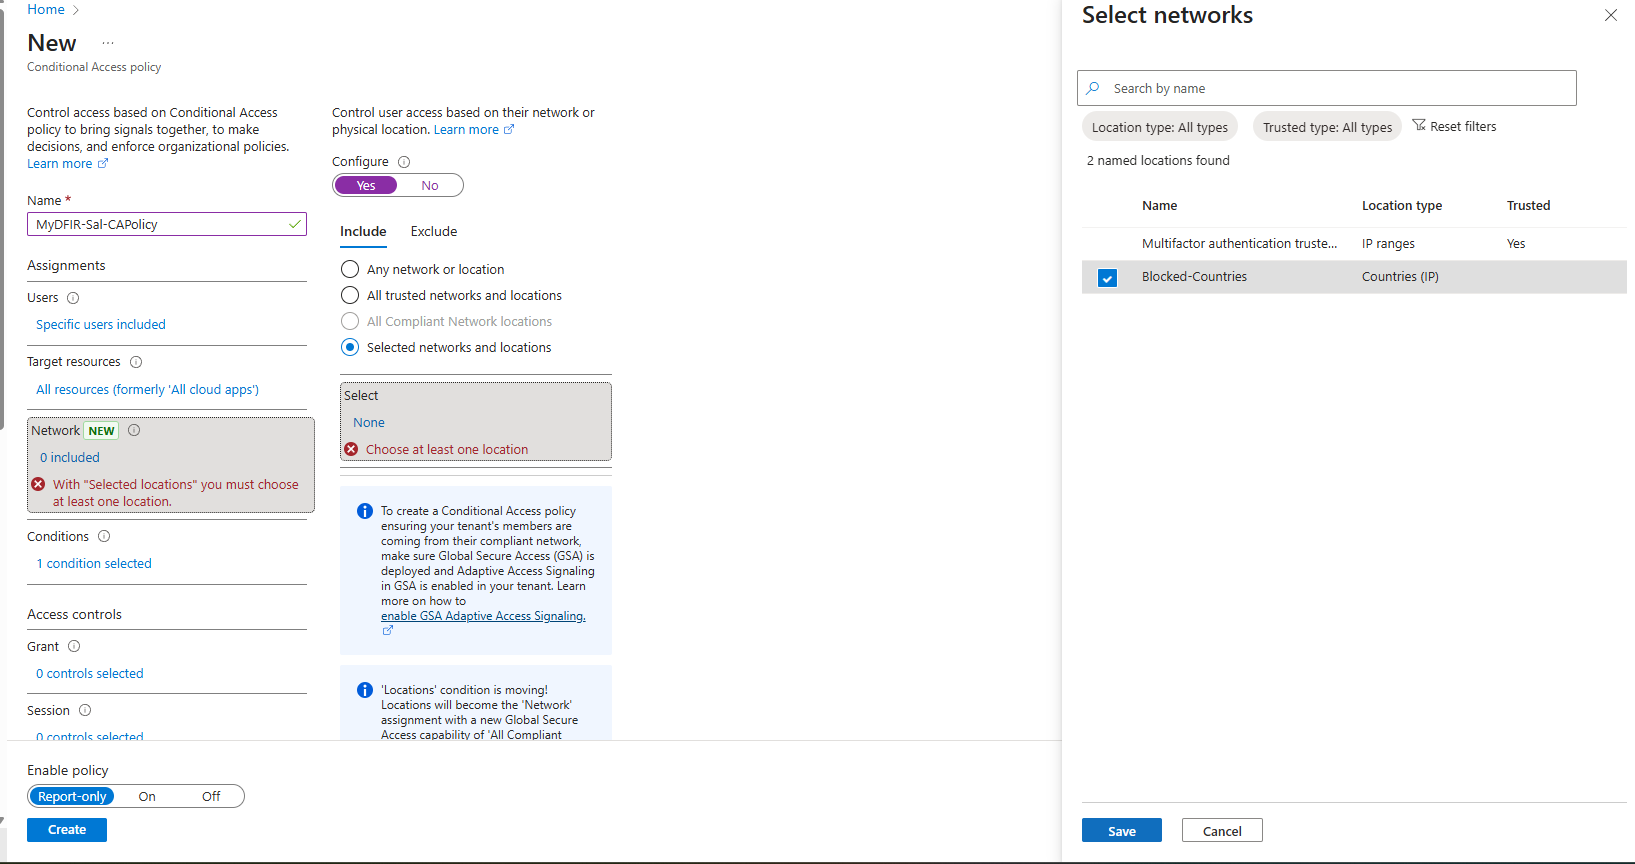 Home
New
...
Conditional Access policy
Control access based on Conditional Access
policy to bring signals together, to make
decisions, and enforce organizational policies.
Learn more
Name *
MyDFIR-Sal-CAPolicy
Assignments
Users
Specific users included
Target resources
All resources (formerly 'All cloud apps')
Network NEW
0 included
With "Selected locations" you must choose
at least one location.
Conditions
1 condition selected
Access controls
Grant
0 controls selected
Session
0 controls selected
Enable policy
Report-only On Off
Create
Control user access based on their network or
physical location. Learn more
Configure
Yes No
Include Exclude
Any network or location
All trusted networks and locations
All Compliant Network locations
Selected networks and locations
Select
None
Choose at least one location
To create a Conditional Access policy
ensuring your tenant's members are
coming from their compliant network,
make sure Global Secure Access (GSA) is
deployed and Adaptive Access Signaling
in GSA is enabled in your tenant. Learn
more on how to
enable GSA Adaptive Access Signaling.
'Locations' condition is moving!
Locations will become the 'Network'
assignment with a new Global Secure
Access capability of 'All Compliant
Select networks
Search by name
Location type: All types Trusted type: All types Reset filters
2 named locations found
Name Location type Trusted
Multifactor authentication truste... IP ranges Yes
Blocked-Countries Countries (IP)
Save Cancel